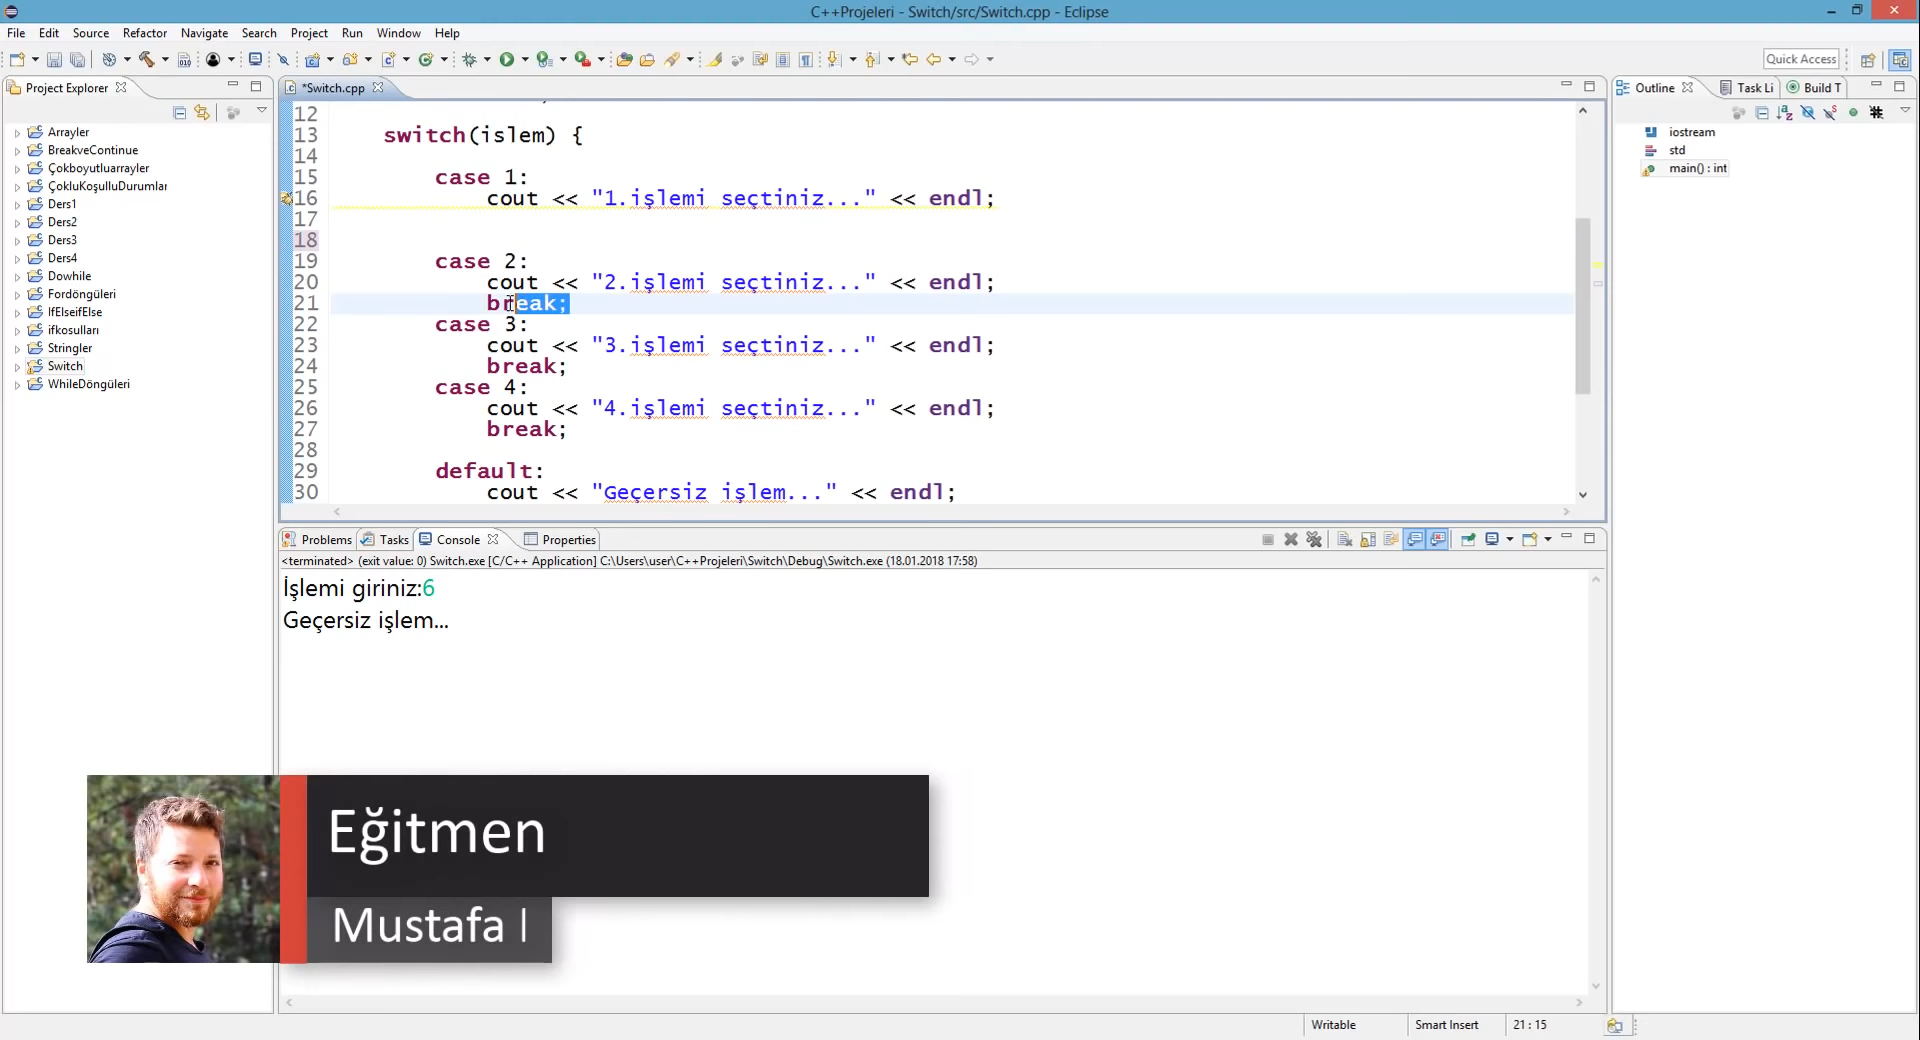 C++Projeleri - Switch/src/Switch.cpp - Eclipse
File Edit Source Refactor Navigate Search Project Run Window Help
Quick Access
Project Explorer
*Switch.cpp
Outline Task Li Build T
Arrayler
BreakveContinue
Çokboyutluarrayler
ÇokluKoşulluDurumlar
Ders1
Ders2
Ders3
Ders4
Dowhile
Fordöngüleri
IfElseifElse
ifkosulları
Stringler
Switch
WhileDöngüleri
12
13 switch(islem) {
14
15 case 1:
16 cout << "1.işlemi seçtiniz..." << endl;
17
18
19 case 2:
20 cout << "2.işlemi seçtiniz..." << endl;
21 break;
22 case 3:
23 cout << "3.işlemi seçtiniz..." << endl;
24 break;
25 case 4:
26 cout << "4.işlemi seçtiniz..." << endl;
27 break;
28
29 default:
30 cout << "Geçersiz işlem..." << endl;
iostream
std
main() : int
Problems Tasks Console Properties
<terminated> (exit value: 0) Switch.exe [C/C++ Application] C:\Users\user\C++Projeleri\Switch\Debug\Switch.exe (18.01.2018 17:58)
İşlemi giriniz:6
Geçersiz işlem...
Eğitmen
Mustafa
Writable Smart Insert 21 : 15